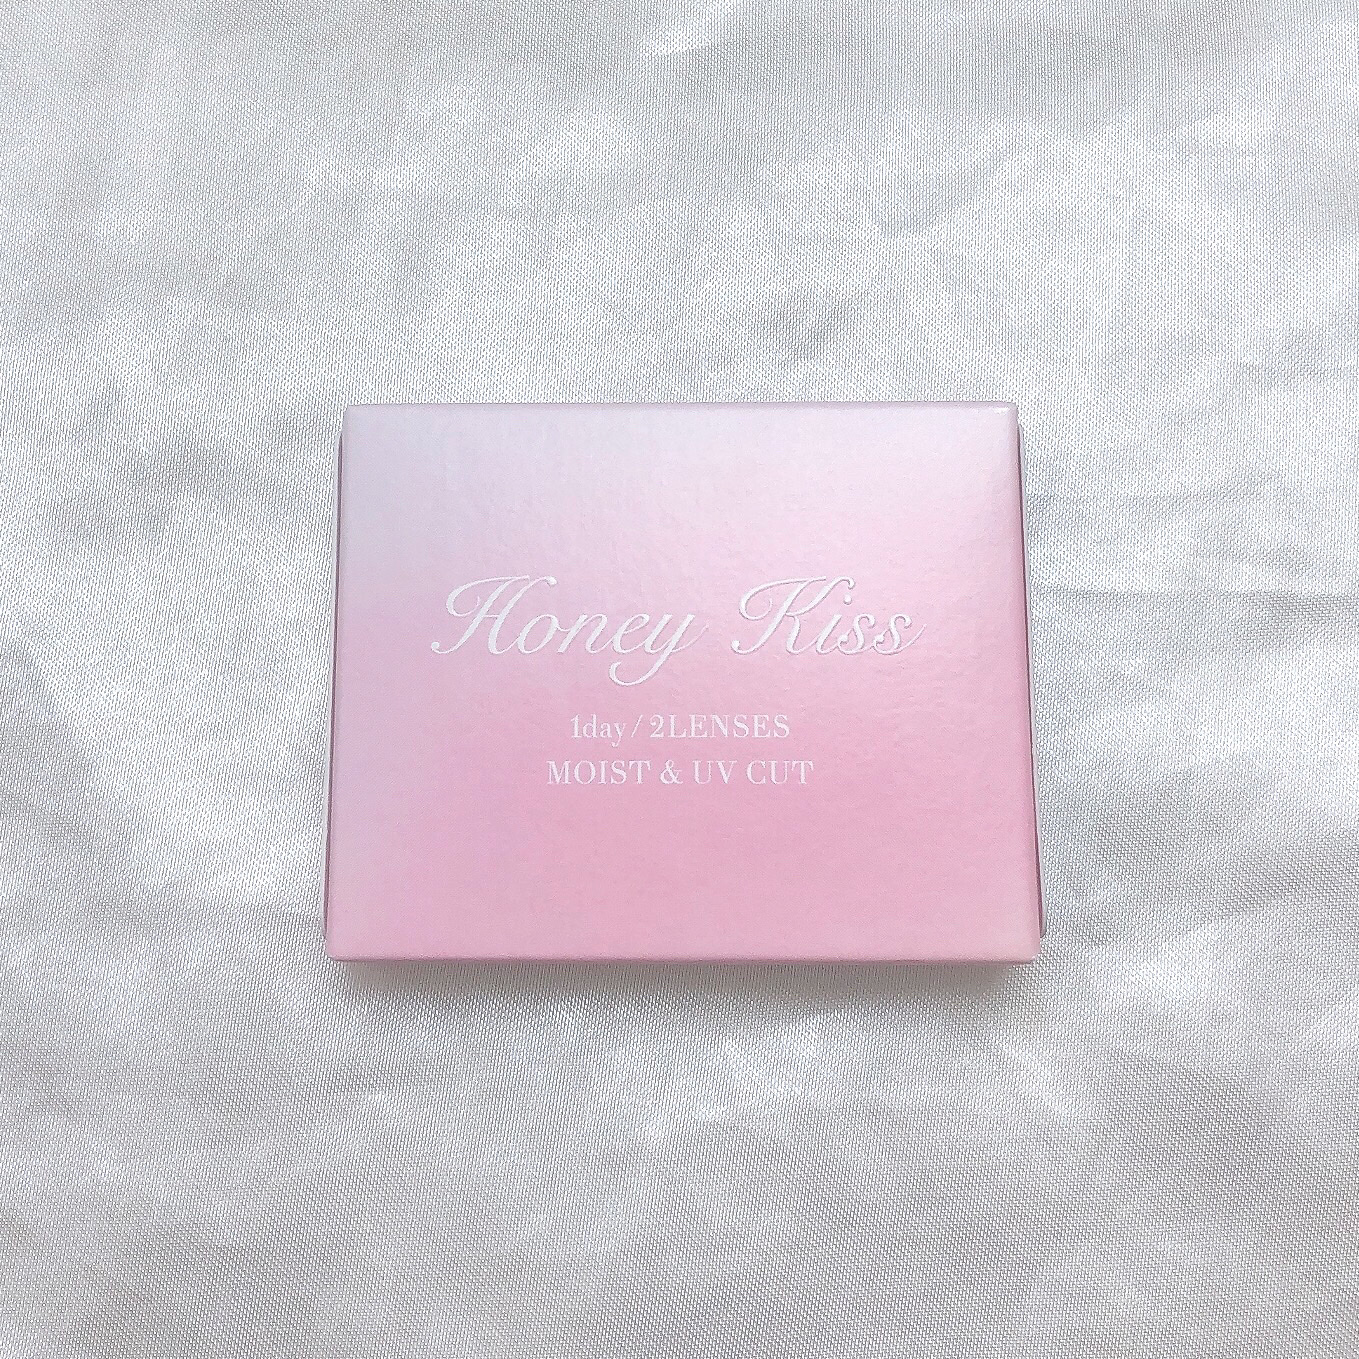 Honey Kiss
1day / 2LENSES
MOIST & UV CUT